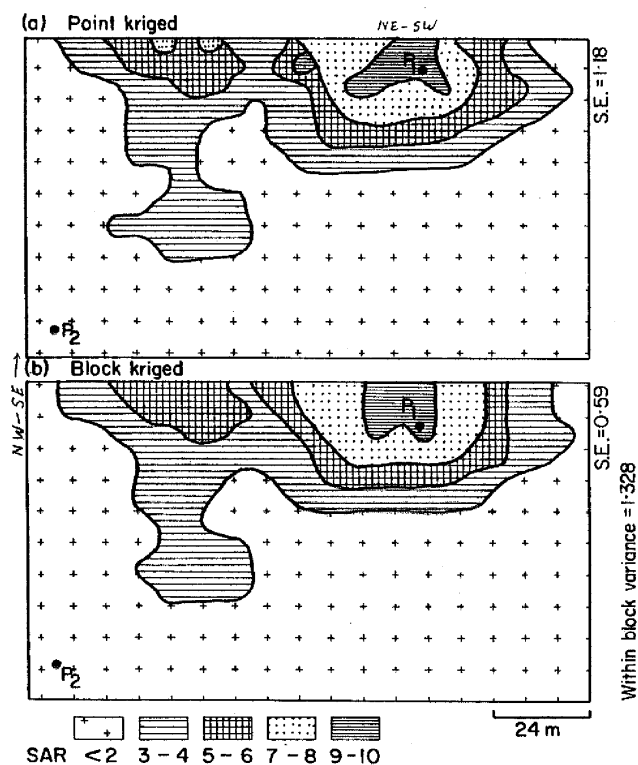 (a) Point kriged
NE-SW
P1
S.E. = 1·18
P2
NW-SE
(b) Block kriged
P1
S.E. = 0·59
P2
Within block variance = 1·328
24 m
SAR <2 3-4 5-6 7-8 9-10